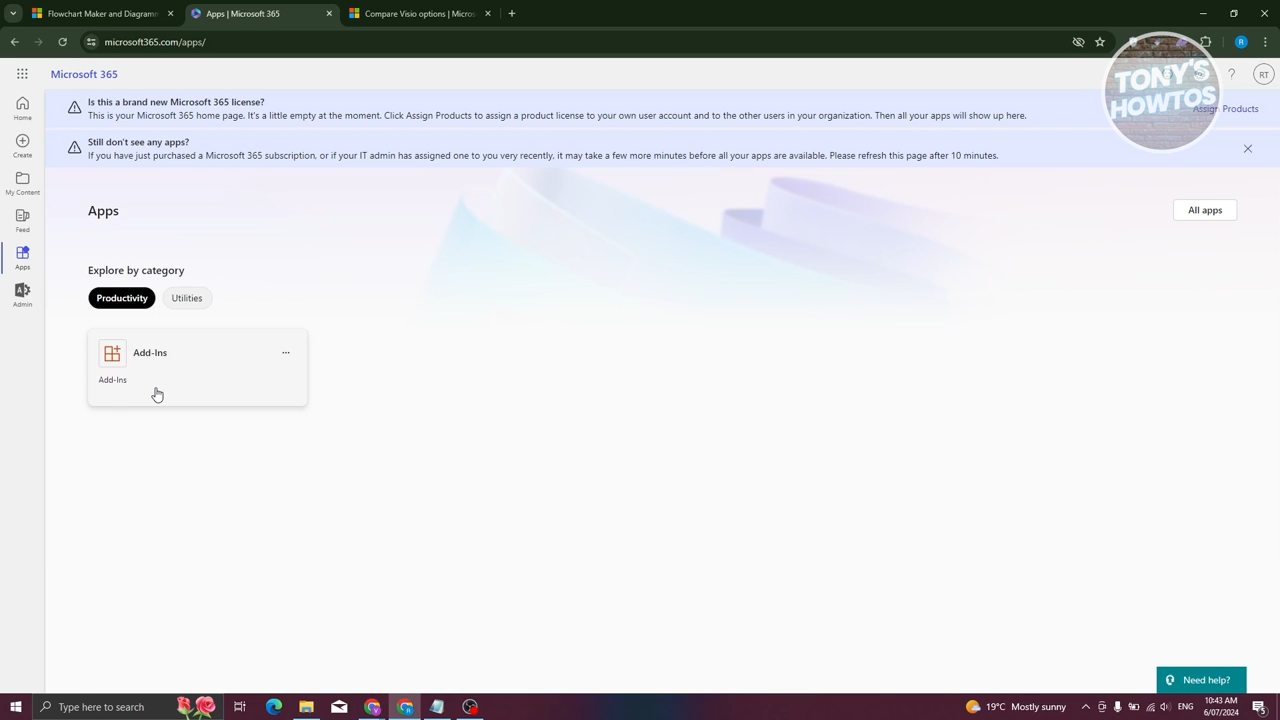 Flowchart Maker and Diagramm
Apps | Microsoft 365
Compare Visio options | Micros
microsoft365.com/apps/
R
Microsoft 365
RT
TONY'S
HOWTOS
Is this a brand new Microsoft 365 license?
This is your Microsoft 365 home page. It's a little empty at the moment. Click Assign Produ product license to your own user account and to the other users in your organization. Then all your apps will show up here.
Assign Products
Still don't see any apps?
If you have just purchased a Microsoft 365 subscription, or if your IT admin has assigned one to you very recently, it may take a few more minutes before all your apps are available. Please refresh this page after 10 minutes.
Home
Create
My Content
Feed
Apps
Admin
Apps
All apps
Explore by category
Productivity
Utilities
Add-Ins
Add-Ins
Need help?
Type here to search
19°C Mostly sunny
ENG
10:43 AM
6/07/2024
5